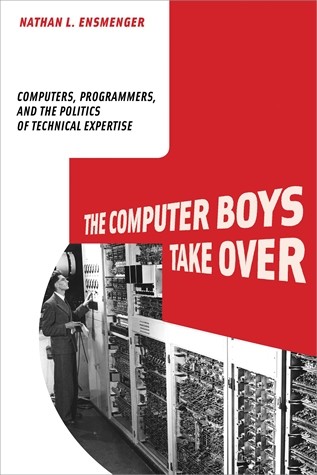 NATHAN L. ENSMENGER
COMPUTERS, PROGRAMMERS,
AND THE POLITICS
OF TECHNICAL EXPERTISE
THE COMPUTER BOYS
TAKE OVER